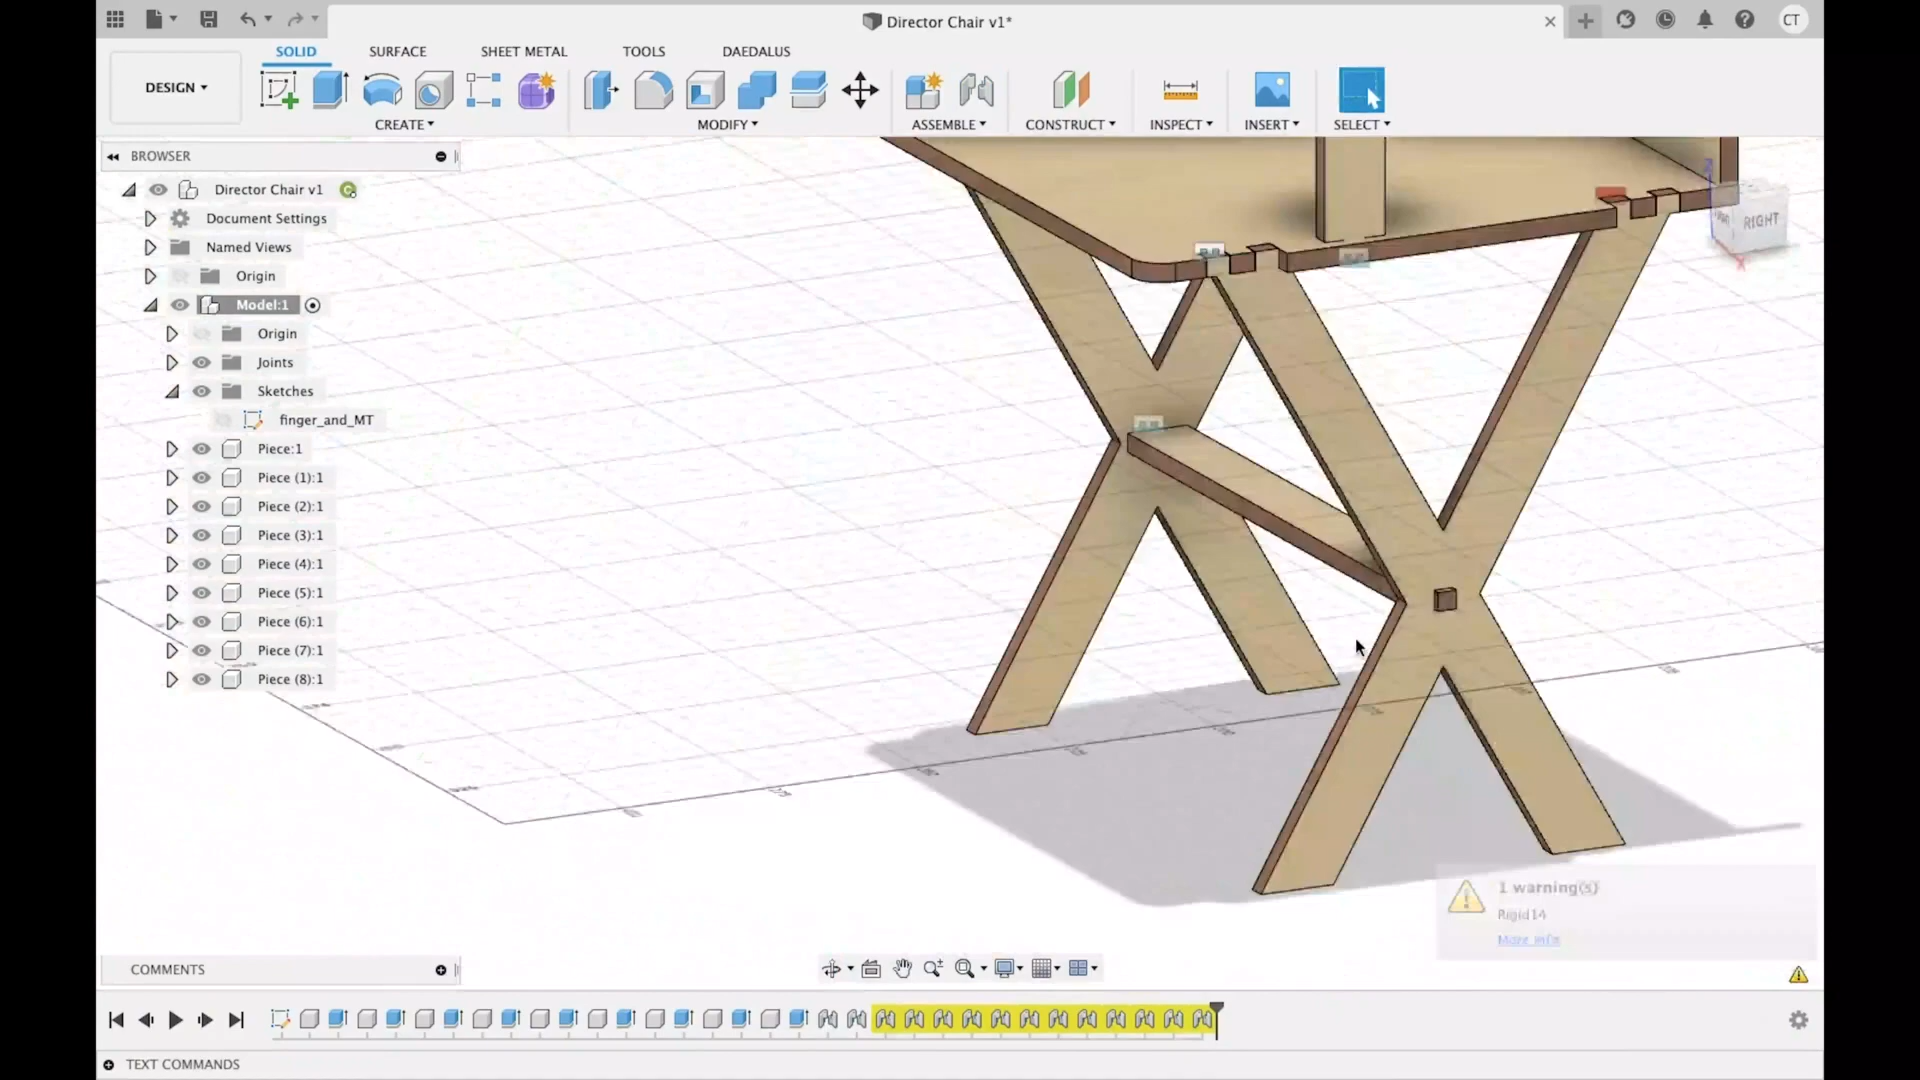 Director Chair v1*
CT
DESIGN
SOLID
SURFACE
SHEET METAL
TOOLS
DAEDALUS
CREATE
MODIFY
ASSEMBLE
CONSTRUCT
INSPECT
INSERT
SELECT
BROWSER
Director Chair v1
Document Settings
Named Views
Origin
Model:1
Origin
Joints
Sketches
finger_and_MT
Piece:1
Piece (1):1
Piece (2):1
Piece (3):1
Piece (4):1
Piece (5):1
Piece (6):1
Piece (7):1
Piece (8):1
Z
RIGHT
X
1 warning(s)
Rigid14
More info
COMMENTS
TEXT COMMANDS